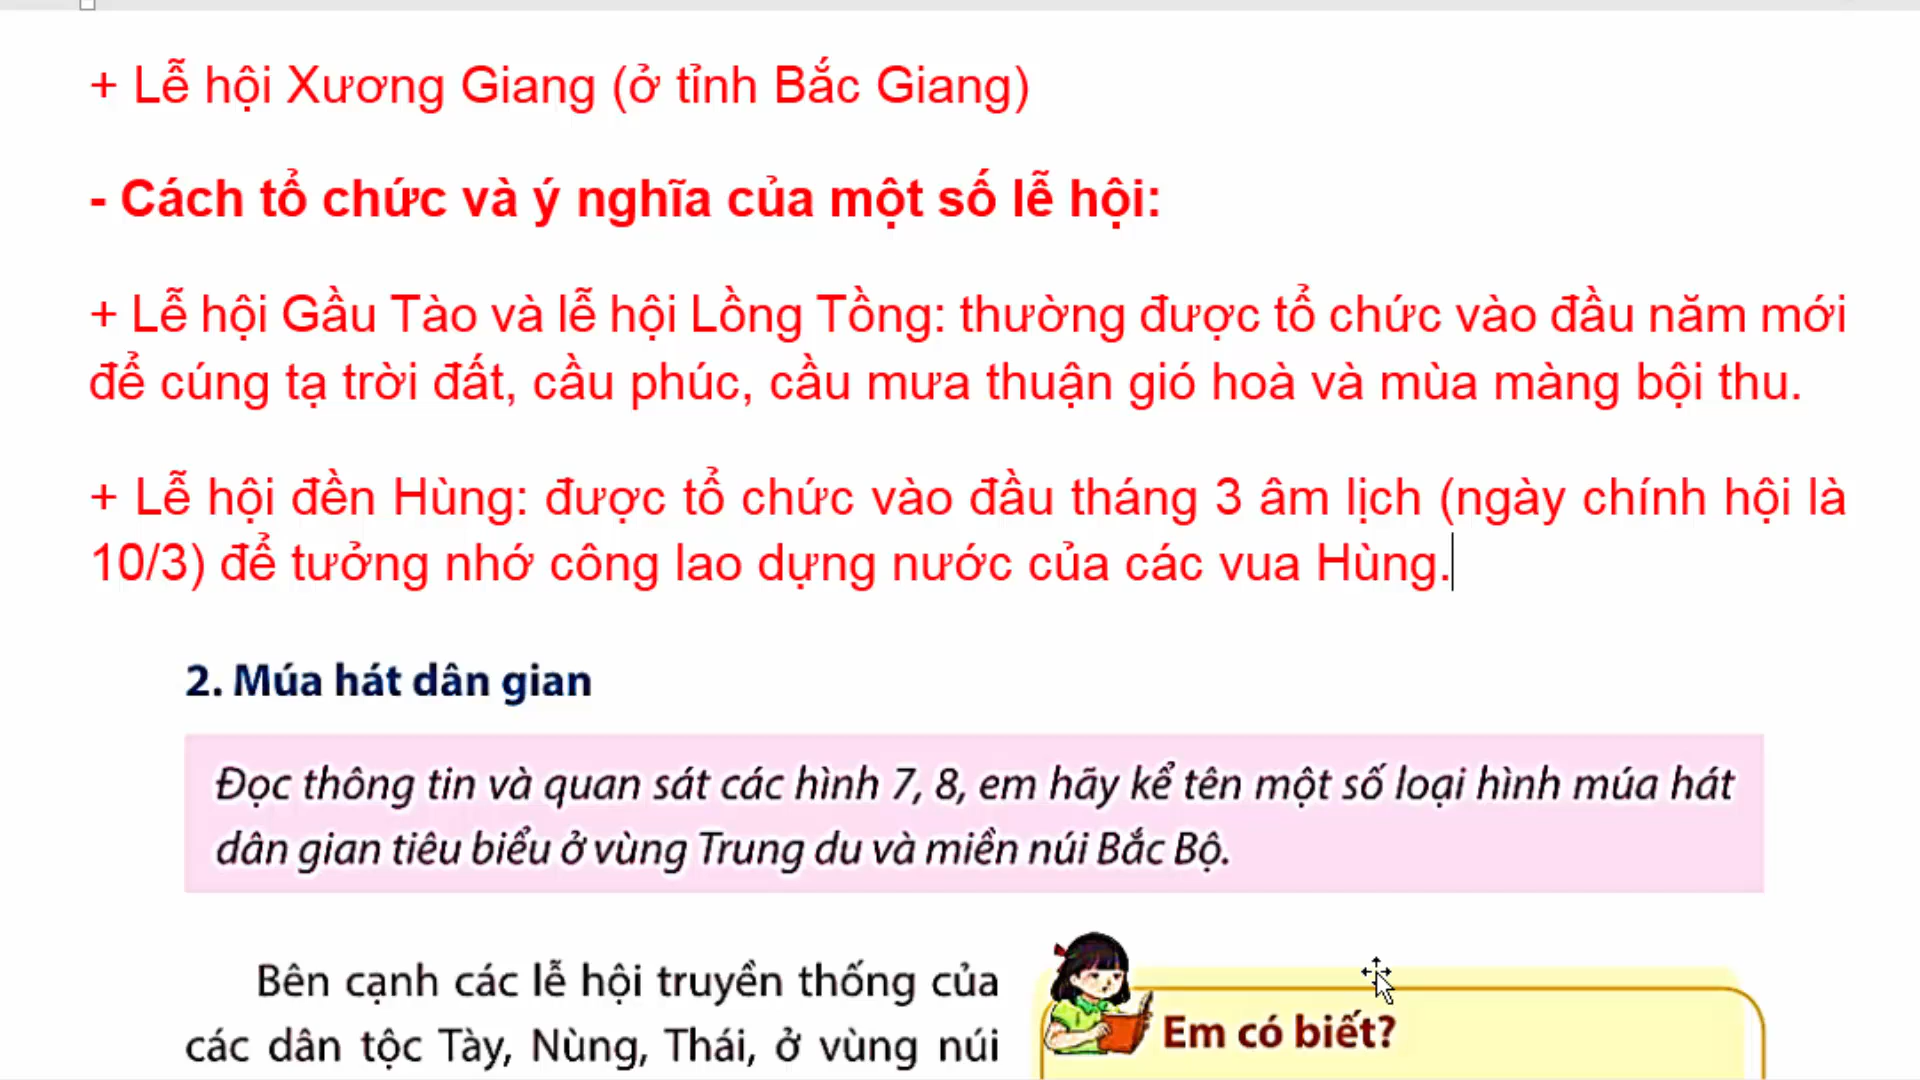 + Lễ hội Xương Giang (ở tỉnh Bắc Giang)
- Cách tổ chức và ý nghĩa của một số lễ hội:
+ Lễ hội Gầu Tào và lễ hội Lồng Tồng: thường được tổ chức vào đầu năm mới
để cúng tạ trời đất, cầu phúc, cầu mưa thuận gió hoà và mùa màng bội thu.
+ Lễ hội đền Hùng: được tổ chức vào đầu tháng 3 âm lịch (ngày chính hội là
10/3) để tưởng nhớ công lao dựng nước của các vua Hùng.
2. Múa hát dân gian
Đọc thông tin và quan sát các hình 7, 8, em hãy kể tên một số loại hình múa hát
dân gian tiêu biểu ở vùng Trung du và miền núi Bắc Bộ.
Bên cạnh các lễ hội truyền thống của
các dân tộc Tày, Nùng, Thái, ở vùng núi
Em có biết?